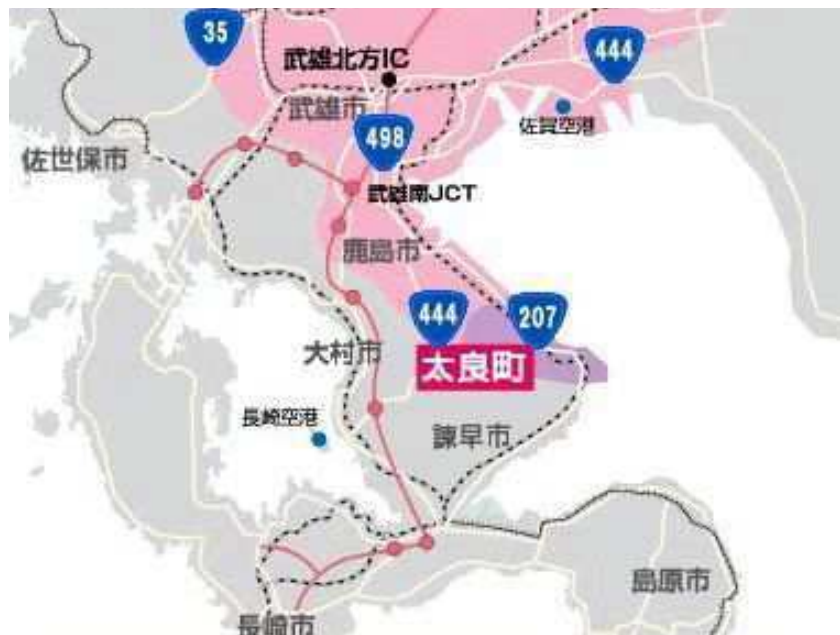 35
武雄北方IC
444
武雄市
佐賀空港
498
佐世保市
武雄南JCT
鹿島市
444
207
大村市
太良町
長崎空港
諫早市
島原市
長崎市